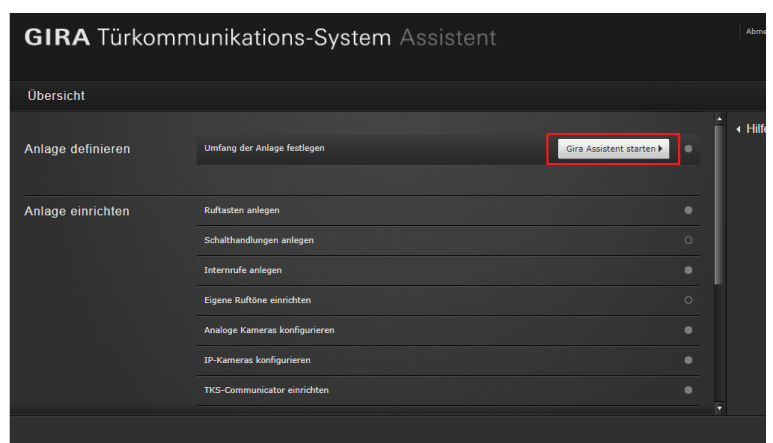 GIRA Türkommunikations-System Assistent
Übersicht
Anlage definieren
Umfang der Anlage festlegen
Gira Assistent starten
Anlage einrichten
Ruftasten anlegen
Schalthandlungen anlegen
Internrufe anlegen
Eigene Ruftöne einrichten
Analoge Kameras konfigurieren
IP-Kameras konfigurieren
TKS-Communicator einrichten